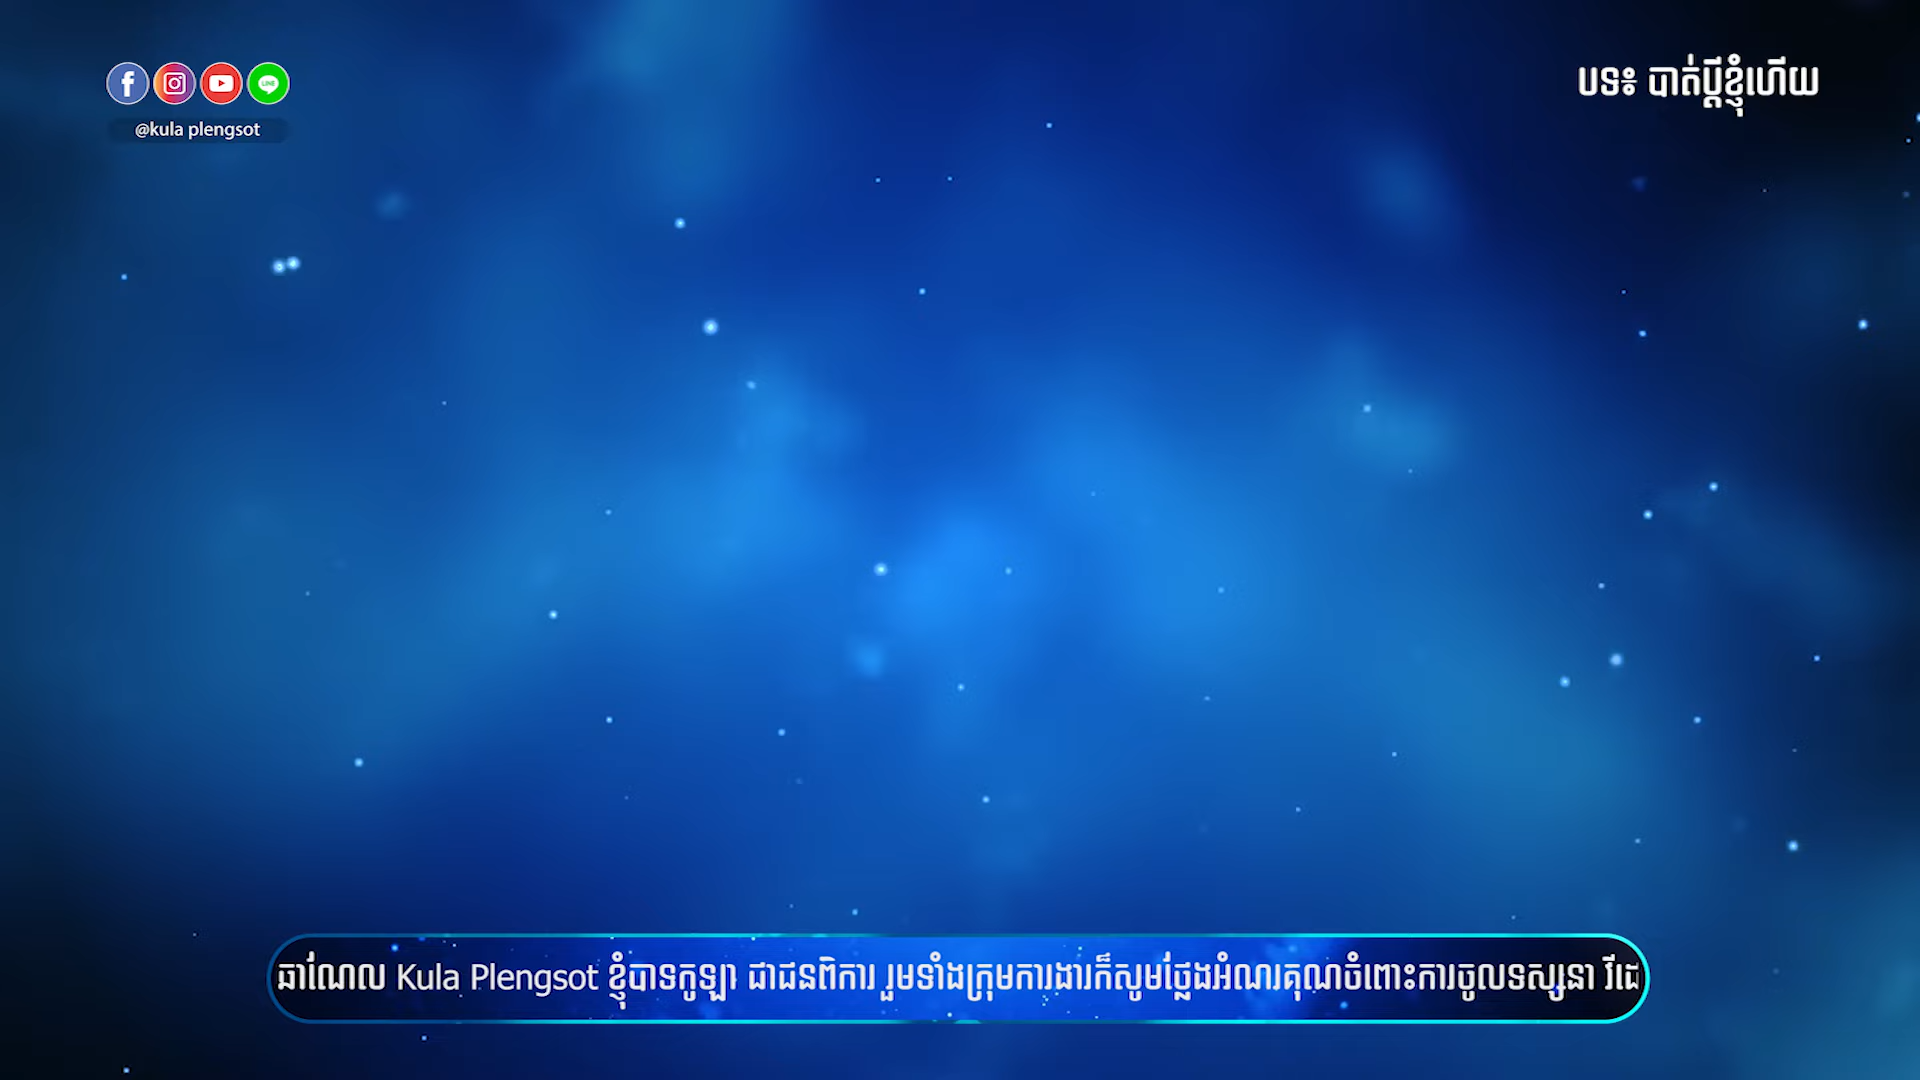 @kula plengsot
បទ៖ បាត់ប្ដីខ្ញុំហើយ
ឆាណែល Kula Plengsot ខ្ញុំបាទកូឡា ជាជនពិការ រួមទាំងក្រុមការងារក៏សូមថ្លែងអំណរគុណចំពោះការចូលទស្សនា វីដេ